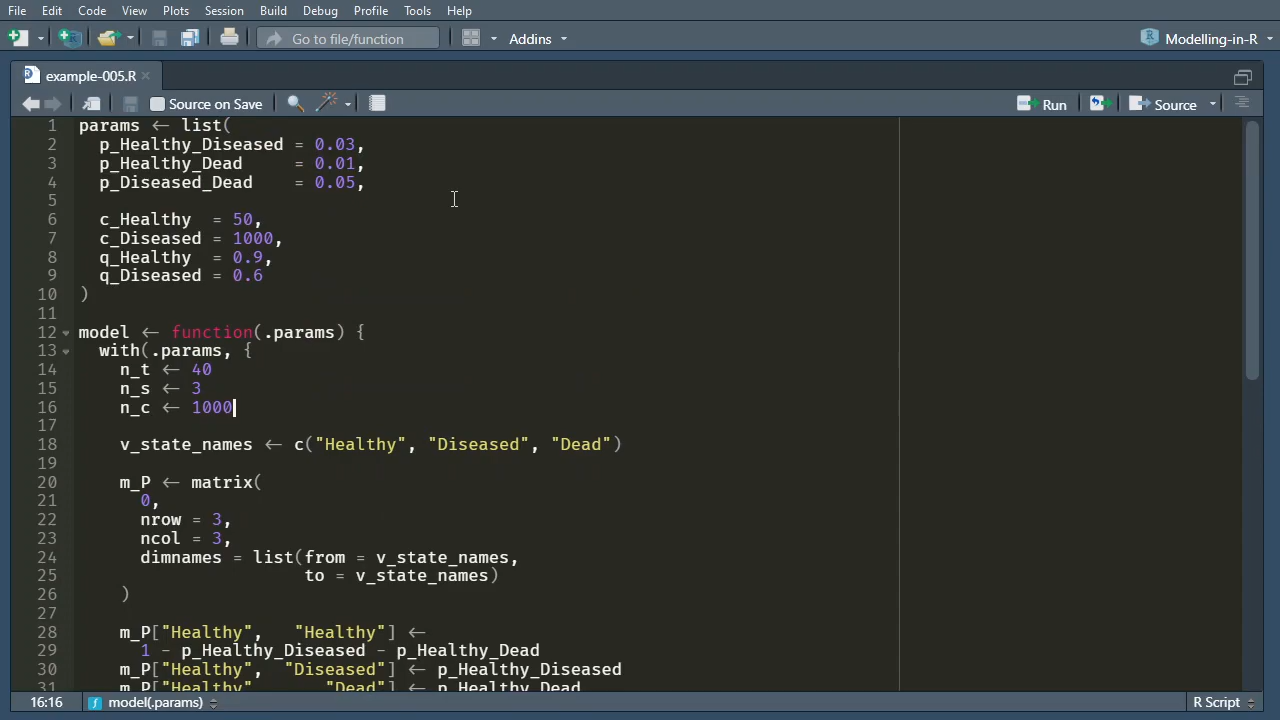 File Edit Code View Plots Session Build Debug Profile Tools Help
Go to file/function Addins Modelling-in-R
example-005.R
Source on Save Run Source
1 params ← list(
2 p_Healthy_Diseased = 0.03,
3 p_Healthy_Dead = 0.01,
4 p_Diseased_Dead = 0.05,
5
6 c_Healthy = 50,
7 c_Diseased = 1000,
8 q_Healthy = 0.9,
9 q_Diseased = 0.6
10 )
11
12 model ← function(.params) {
13 with(.params, {
14 n_t ← 40
15 n_s ← 3
16 n_c ← 1000
17
18 v_state_names ← c("Healthy", "Diseased", "Dead")
19
20 m_P ← matrix(
21 0,
22 nrow = 3,
23 ncol = 3,
24 dimnames = list(from = v_state_names,
25 to = v_state_names)
26 )
27
28 m_P["Healthy", "Healthy"] ←
29 1 - p_Healthy_Diseased - p_Healthy_Dead
30 m_P["Healthy", "Diseased"] ← p_Healthy_Diseased
31 m_P["Healthy", "Dead"] ← p_Healthy_Dead
16:16 model(.params) R Script